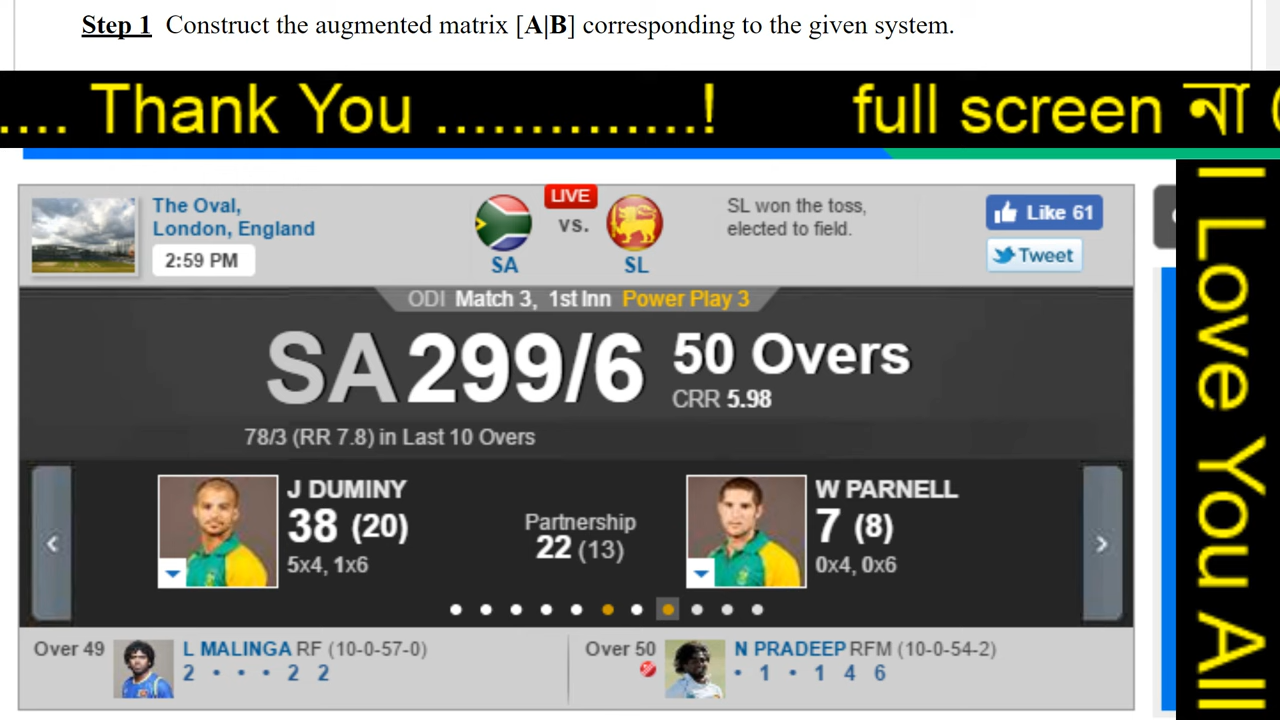 Step 1 Construct the augmented matrix [A|B] corresponding to the given system.
.... Thank You ..............! full screen না
The Oval,
London, England
2:59 PM
LIVE
SA vs. SL
SL won the toss,
elected to field.
Like 61
Tweet
ODI Match 3, 1st Inn Power Play 3
SA 299/6 50 Overs
CRR 5.98
78/3 (RR 7.8) in Last 10 Overs
J DUMINY
38 (20)
5x4, 1x6
Partnership
22 (13)
W PARNELL
7 (8)
0x4, 0x6
Over 49 L MALINGA RF (10-0-57-0)
2 • • • 2 2
Over 50 N PRADEEP RFM (10-0-54-2)
• 1 • 1 4 6
I Love You All